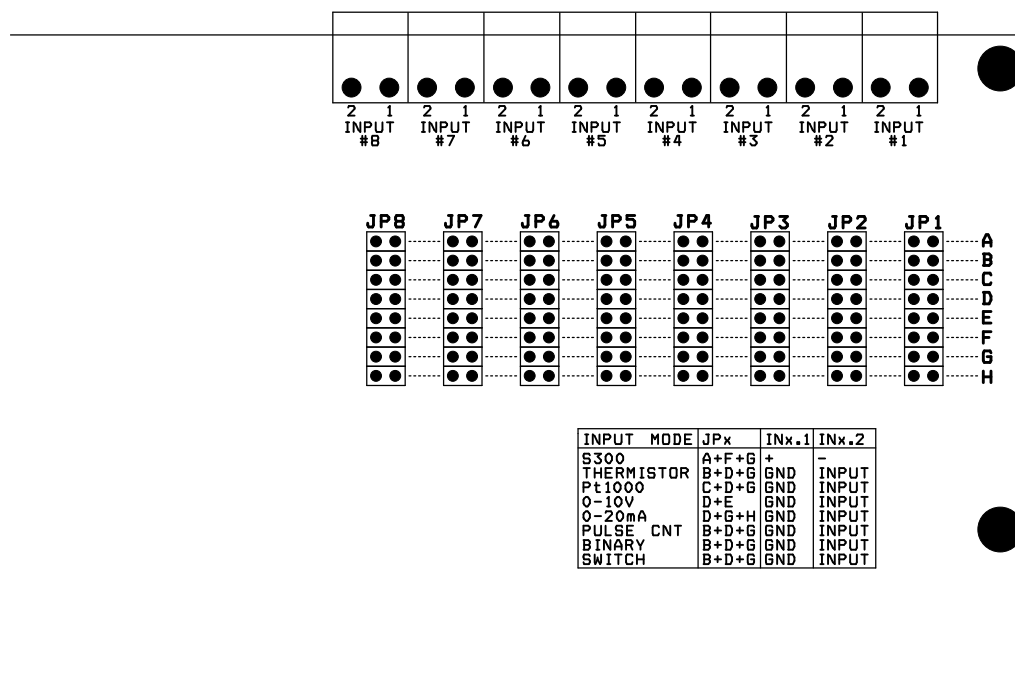 2 1 2 1 2 1 2 1 2 1 2 1 2 1 2 1
INPUT INPUT INPUT INPUT INPUT INPUT INPUT INPUT
#8 #7 #6 #5 #4 #3 #2 #1
JP8 JP7 JP6 JP5 JP4 JP3 JP2 JP1
A
B
C
D
E
F
G
H
INPUT MODE JPx INx.1 INx.2
S300 A+F+G + -
THERMISTOR B+D+G GND INPUT
Pt1000 C+D+G GND INPUT
0-10V D+E GND INPUT
0-20mA D+G+H GND INPUT
PULSE CNT B+D+G GND INPUT
BINARY B+D+G GND INPUT
SWITCH B+D+G GND INPUT